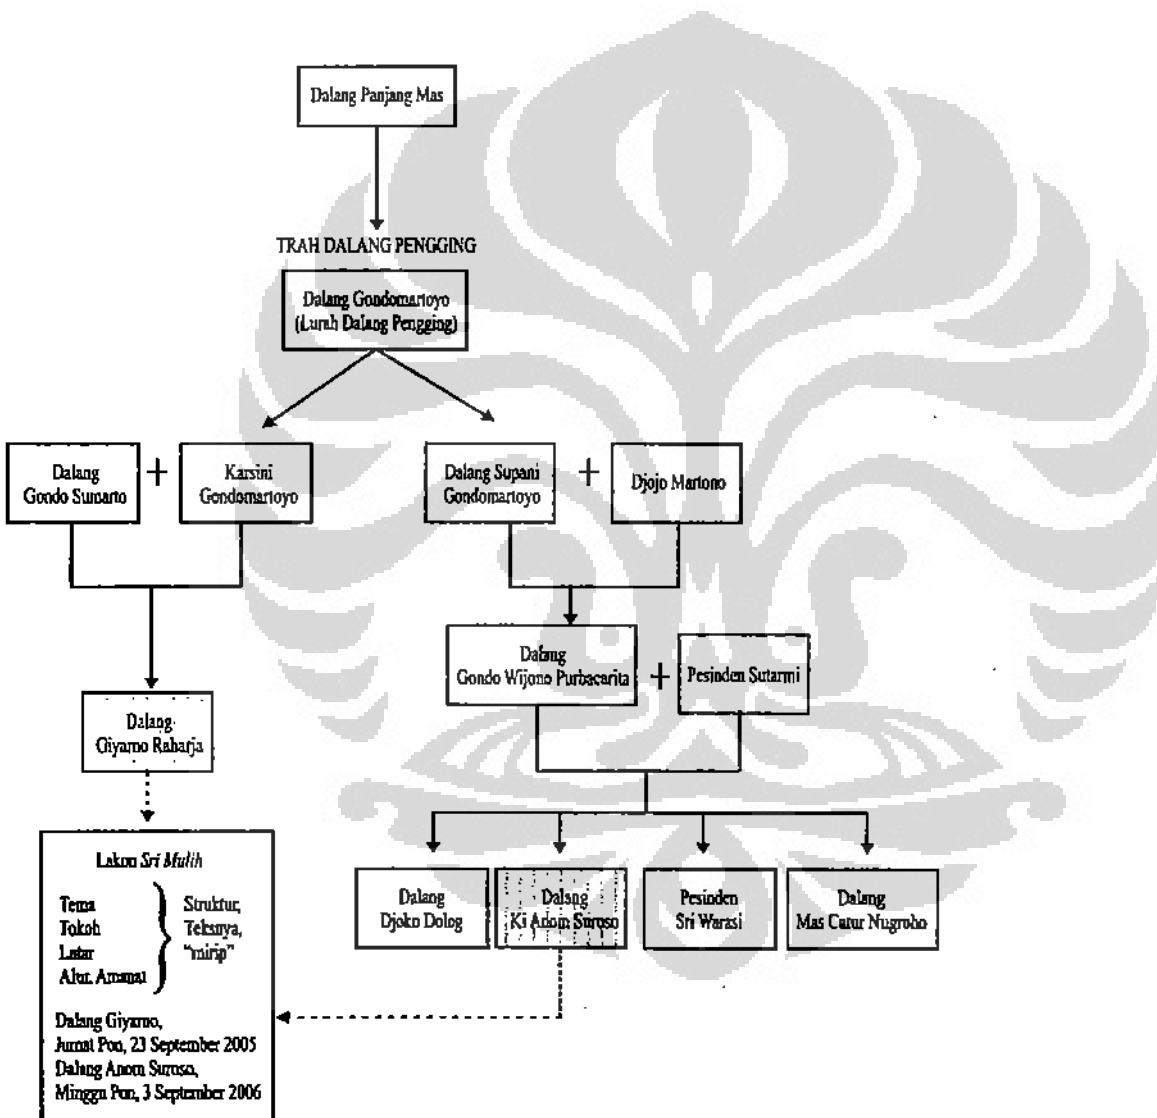 Dalang Panjang Mas
TRAH DALANG PENGGING
Dalang Gondomartoyo
(Lurah Dalang Pengging)
Dalang
Gondo Sumarto
+
Karsini
Gondomartoyo
Dalang Supani
Gondomartoyo
+
Djojo Martono
Dalang
Gondo Wijono Purbacarita
+
Pesinden Sutarmi
Dalang
Giyarno Raharja
Dalang
Djoko Dolog
Dalang
Ki Anom Suroso
Pesinden
Sri Warasi
Dalang
Mas Catur Nugroho
Lakon Sri Mulih
Tema
Tokoh
Latar
Alur, Amanat
Struktur,
Teksnya,
"mirip"
Dalang Giyarno,
Jumat Pon, 23 September 2005
Dalang Anom Suroso,
Minggu Pon, 3 September 2006